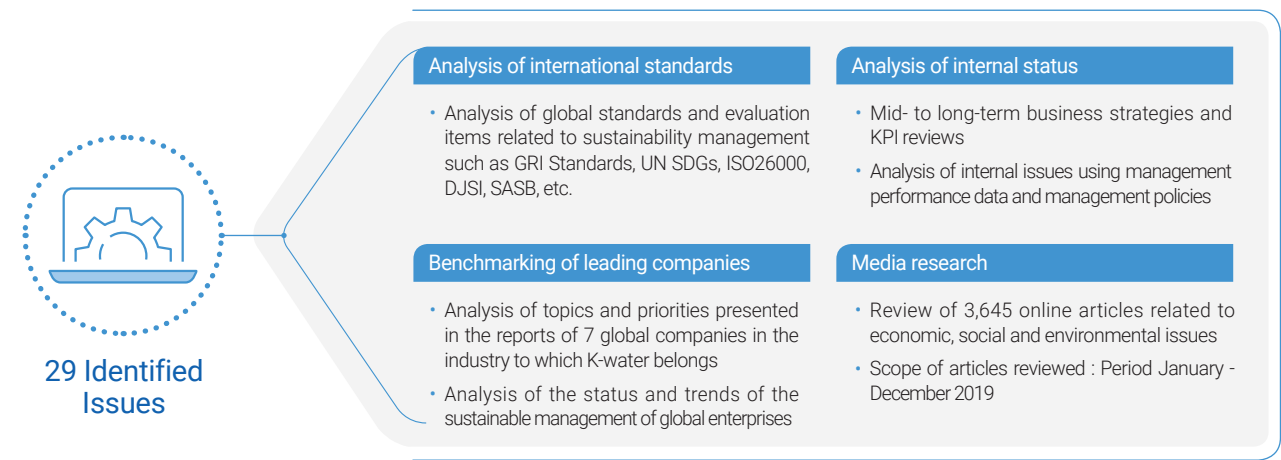 29 Identified
Issues
Analysis of international standards
• Analysis of global standards and evaluation
items related to sustainability management
such as GRI Standards, UN SDGs, ISO26000,
DJSI, SASB, etc.
Analysis of internal status
• Mid- to long-term business strategies and
KPI reviews
• Analysis of internal issues using management
performance data and management policies
Benchmarking of leading companies
• Analysis of topics and priorities presented
in the reports of 7 global companies in the
industry to which K-water belongs
• Analysis of the status and trends of the
sustainable management of global enterprises
Media research
• Review of 3,645 online articles related to
economic, social and environmental issues
• Scope of articles reviewed : Period January -
December 2019